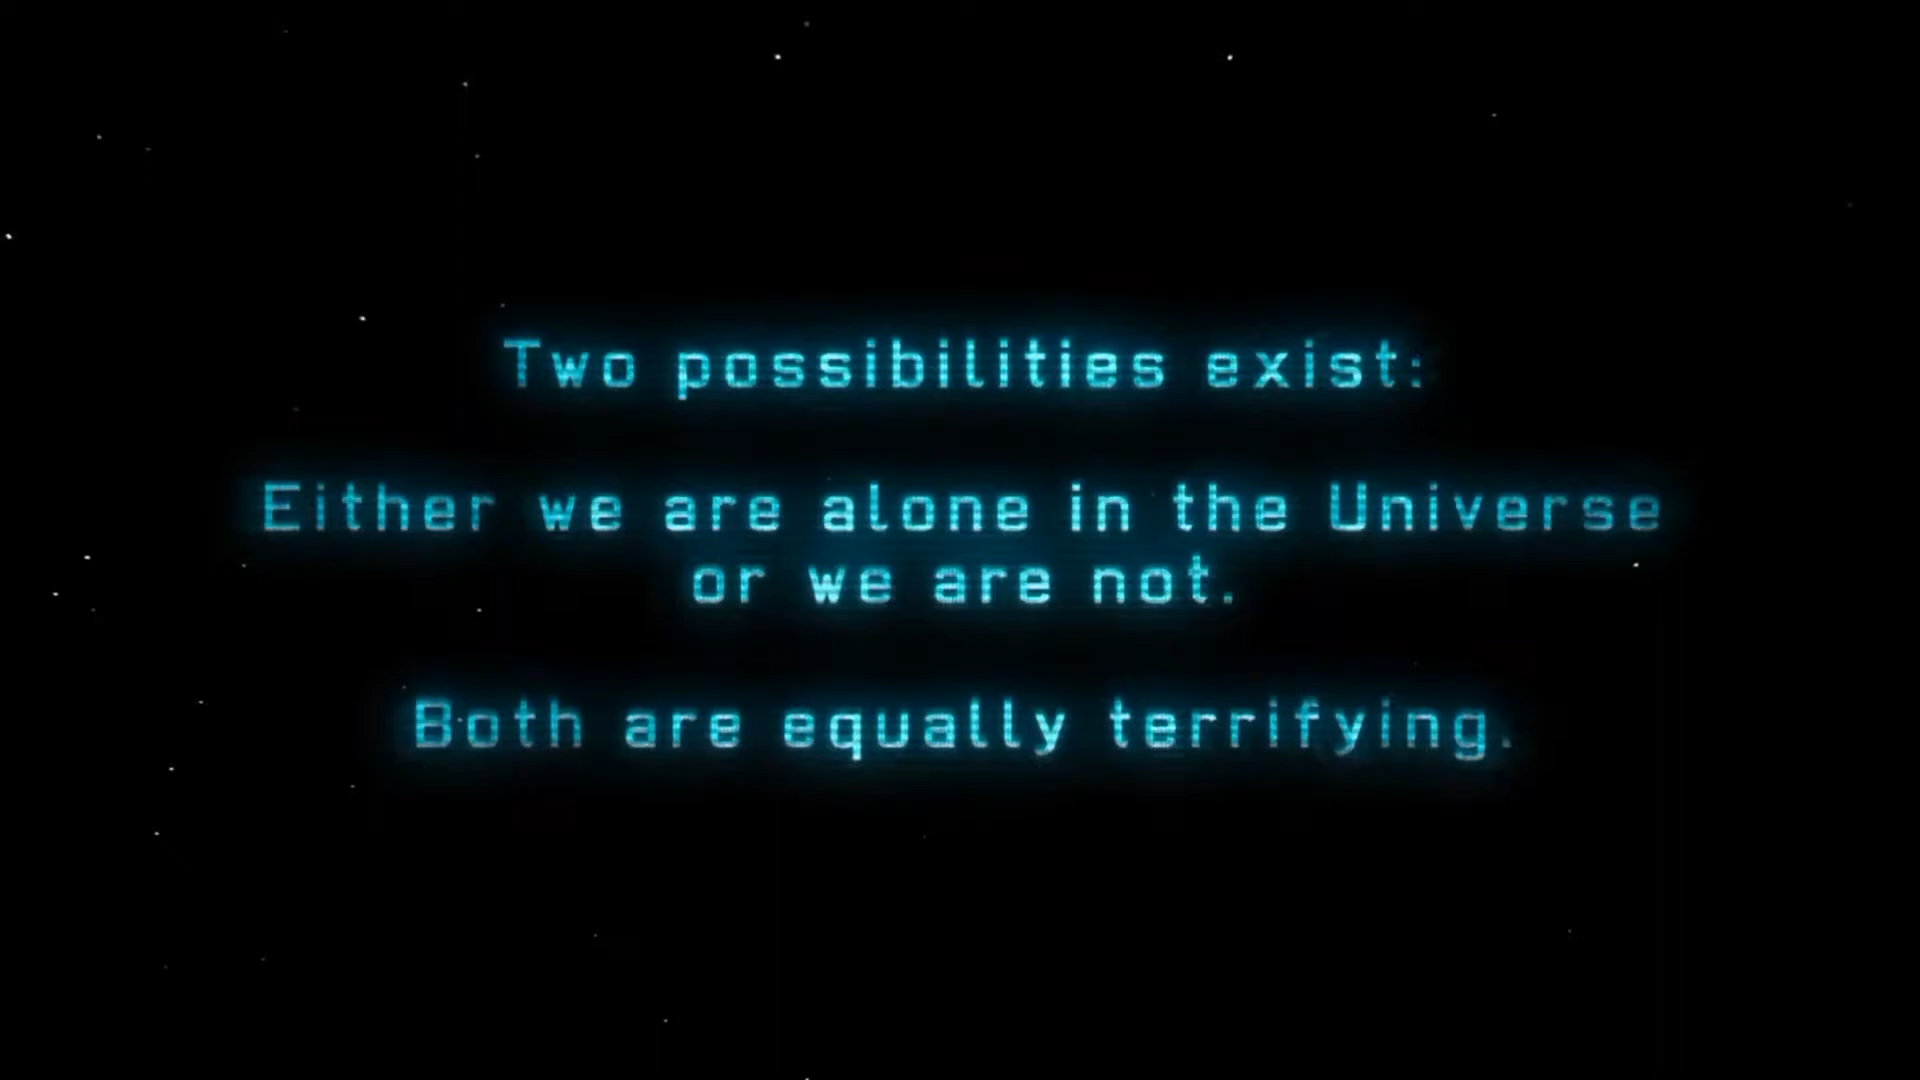 Two possibilities exist:
Either we are alone in the Universe
or we are not.
Both are equally terrifying.